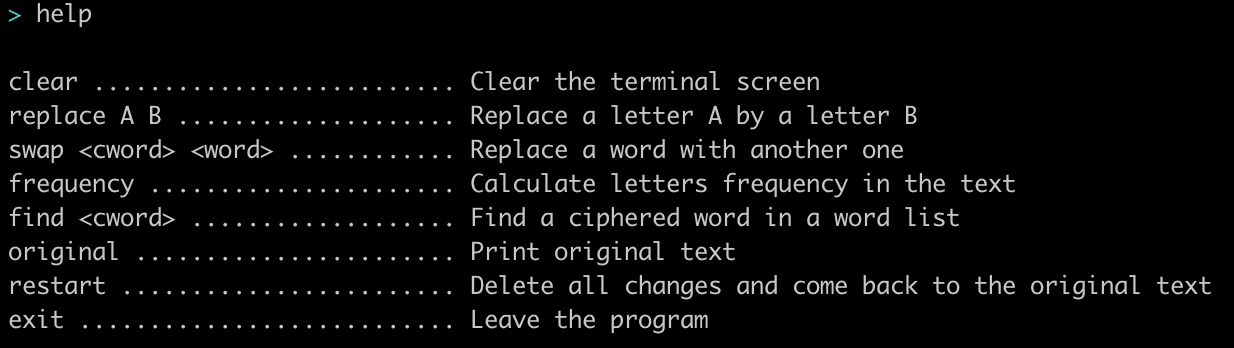 > help
clear ........................... Clear the terminal screen
replace A B .................... Replace a letter A by a letter B
swap <cword> <word> ............ Replace a word with another one
frequency ...................... Calculate letters frequency in the text
find <cword> ................... Find a ciphered word in a word list
original ....................... Print original text
restart ........................ Delete all changes and come back to the original text
exit ........................... Leave the program